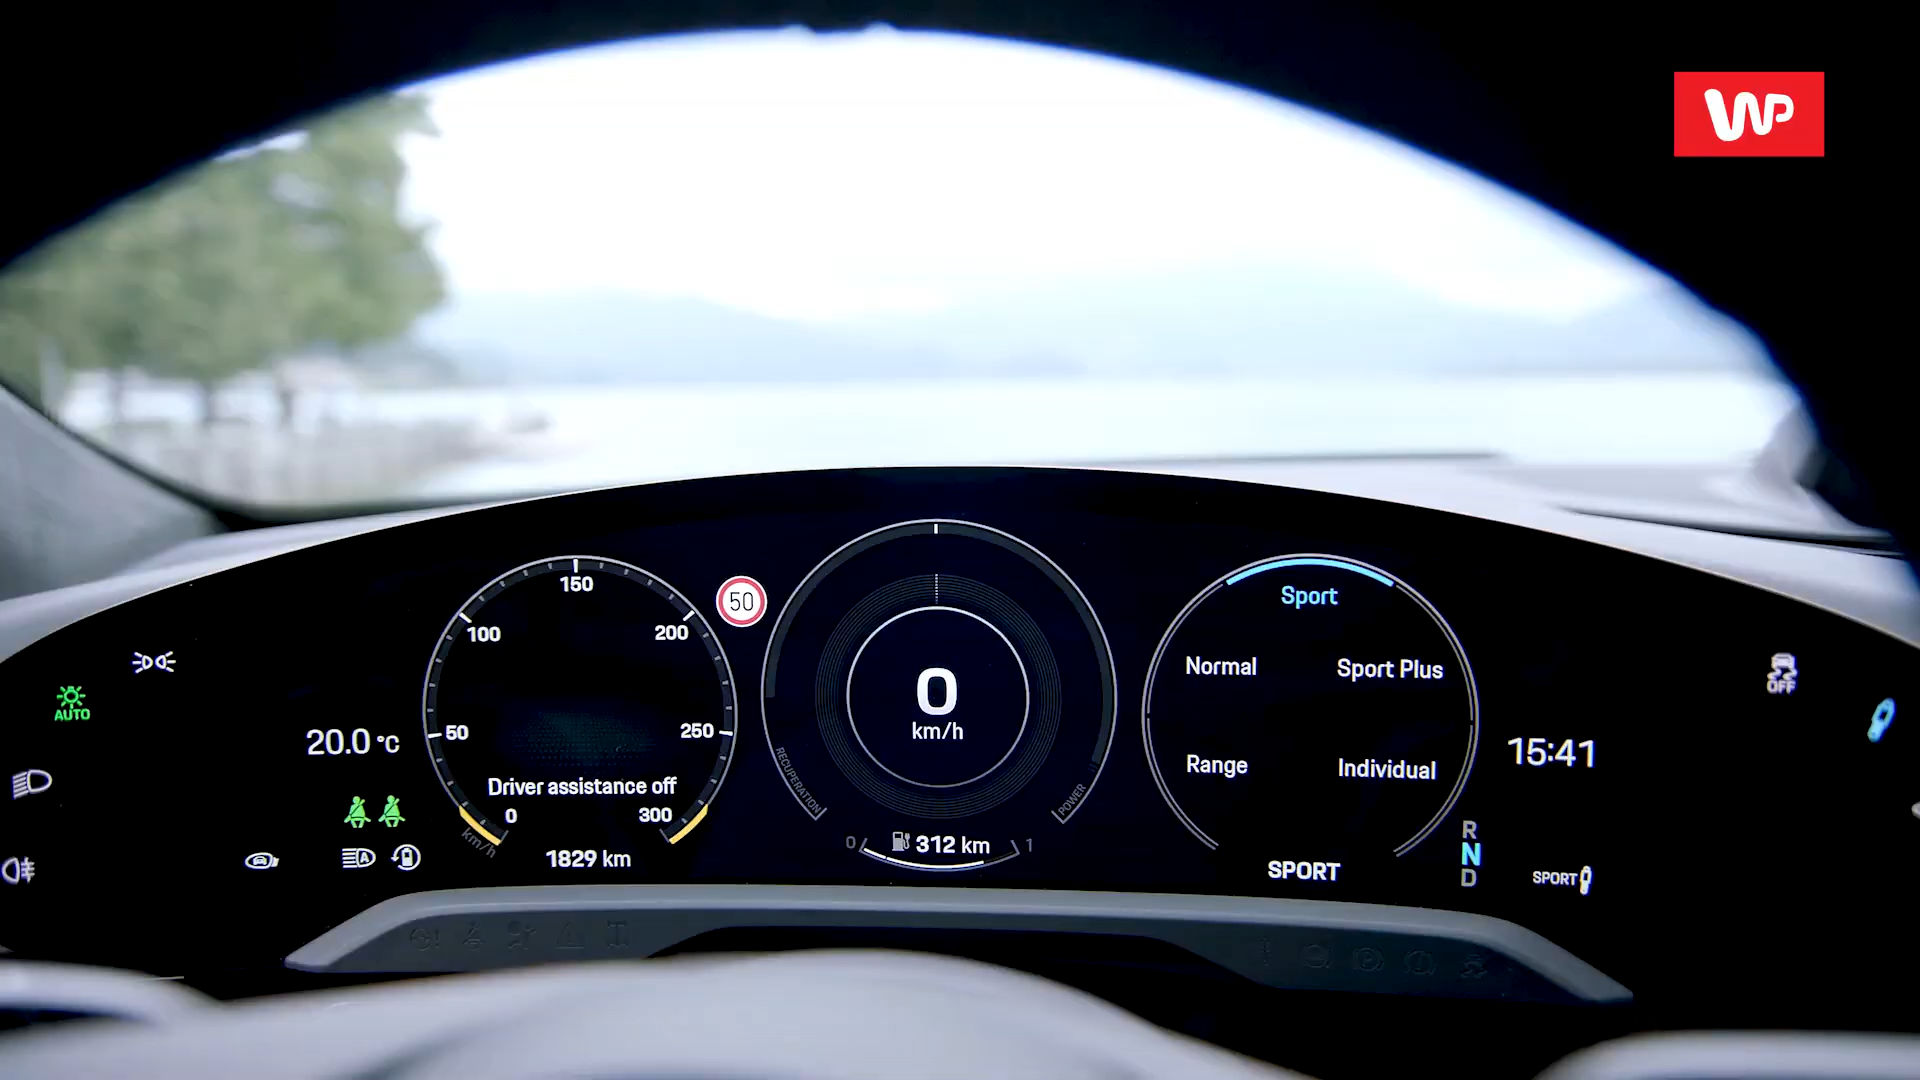 WP
150
100
200
50
250
Driver assistance off
0
300
km/h
1829 km
50
AUTO
20.0 °C
A
0
km/h
RECUPERATION
POWER
0
312 km
1
Sport
Normal
Sport Plus
Range
Individual
SPORT
15:41
R
N
D
SPORT
OFF